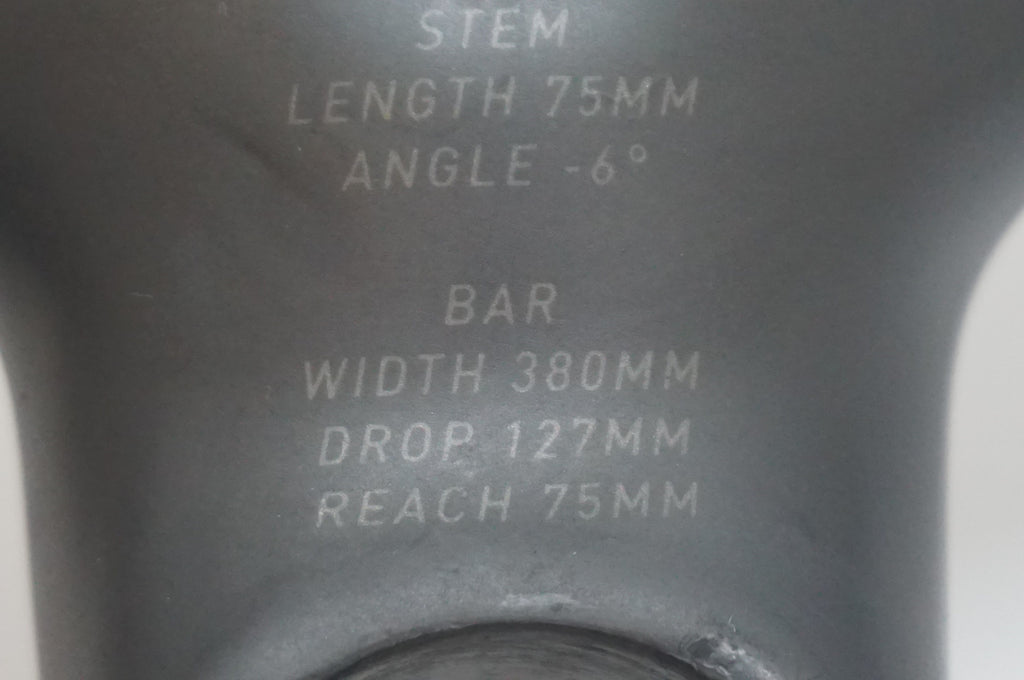 STEM
LENGTH 75MM
ANGLE -6°
BAR
WIDTH 380MM
DROP 127MM
REACH 75MM